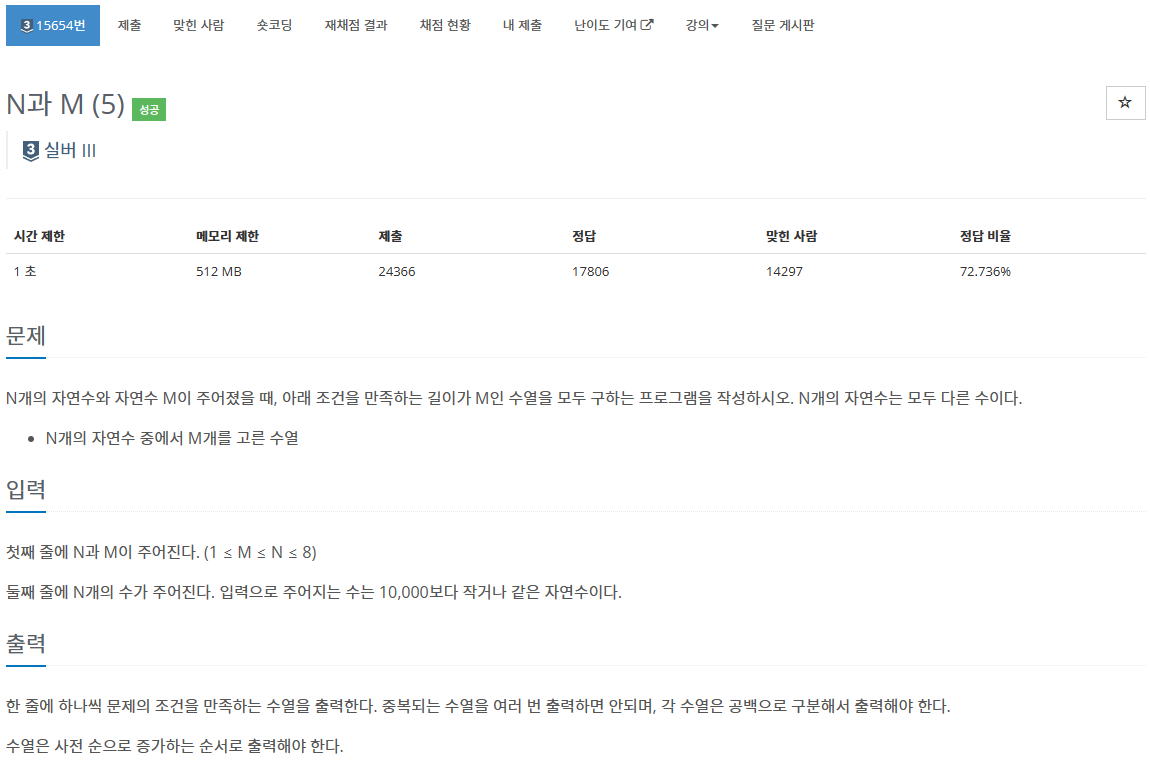 3 15654번 제출 맞힌 사람 숏코딩 재채점 결과 채점 현황 내 제출 난이도 기여 강의 질문 게시판
N과 M (5) 성공
3 실버 III
시간 제한 메모리 제한 제출 정답 맞힌 사람 정답 비율
1 초 512 MB 24366 17806 14297 72.736%
문제
N개의 자연수와 자연수 M이 주어졌을 때, 아래 조건을 만족하는 길이가 M인 수열을 모두 구하는 프로그램을 작성하시오. N개의 자연수는 모두 다른 수이다.
• N개의 자연수 중에서 M개를 고른 수열
입력
첫째 줄에 N과 M이 주어진다. (1 ≤ M ≤ N ≤ 8)
둘째 줄에 N개의 수가 주어진다. 입력으로 주어지는 수는 10,000보다 작거나 같은 자연수이다.
출력
한 줄에 하나씩 문제의 조건을 만족하는 수열을 출력한다. 중복되는 수열을 여러 번 출력하면 안되며, 각 수열은 공백으로 구분해서 출력해야 한다.
수열은 사전 순으로 증가하는 순서로 출력해야 한다.